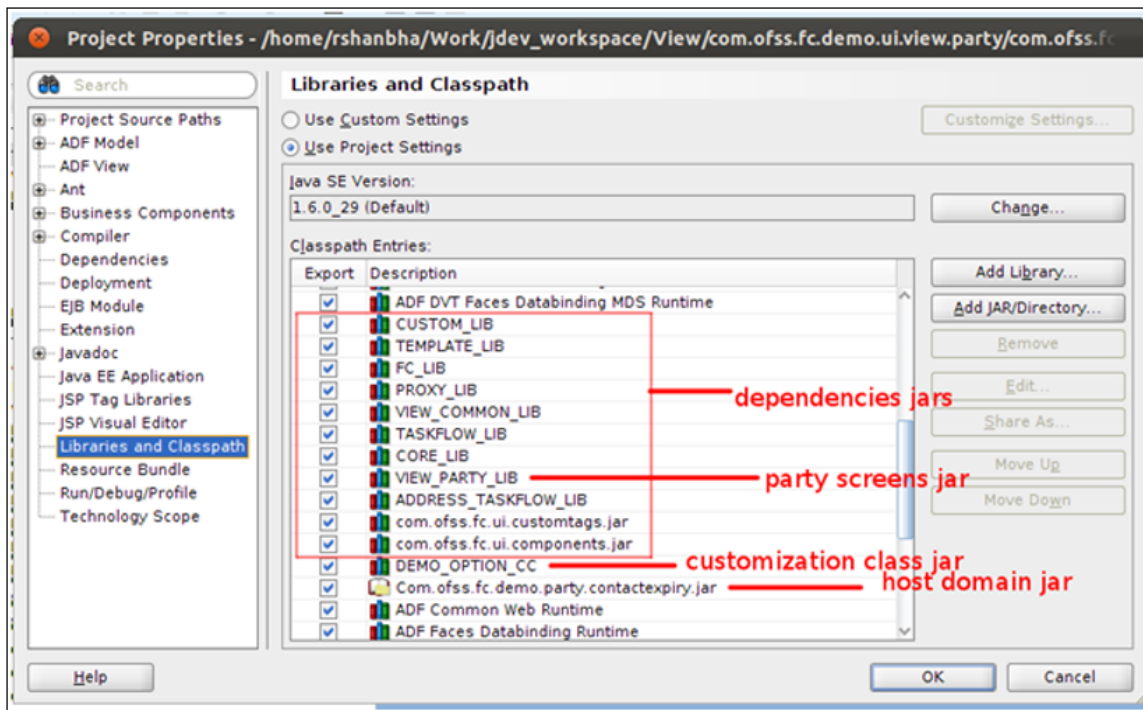 Project Properties - /home/rshanbha/Work/jdev_workspace/View/com.ofss.fc.demo.ui.view.party/com.ofss.fc
Search
Project Source Paths
ADF Model
ADF View
Ant
Business Components
Compiler
Dependencies
Deployment
EJB Module
Extension
Javadoc
Java EE Application
JSP Tag Libraries
JSP Visual Editor
Libraries and Classpath
Resource Bundle
Run/Debug/Profile
Technology Scope
Libraries and Classpath
Use Custom Settings
Customize Settings...
Use Project Settings
Java SE Version:
1.6.0_29 (Default)
Change...
Classpath Entries:
Export Description
ADF DVT Faces Databinding MDS Runtime
CUSTOM_LIB
TEMPLATE_LIB
FC_LIB
PROXY_LIB
VIEW_COMMON_LIB
TASKFLOW_LIB
CORE_LIB
VIEW_PARTY_LIB
ADDRESS_TASKFLOW_LIB
com.ofss.fc.ui.customtags.jar
com.ofss.fc.ui.components.jar
DEMO_OPTION_CC
Com.ofss.fc.demo.party.contactexpiry.jar
ADF Common Web Runtime
ADF Faces Databinding Runtime
dependencies jars
party screens jar
customization class jar
host domain jar
Add Library...
Add JAR/Directory...
Remove
Edit...
Share As...
Move Up
Move Down
Help
OK
Cancel